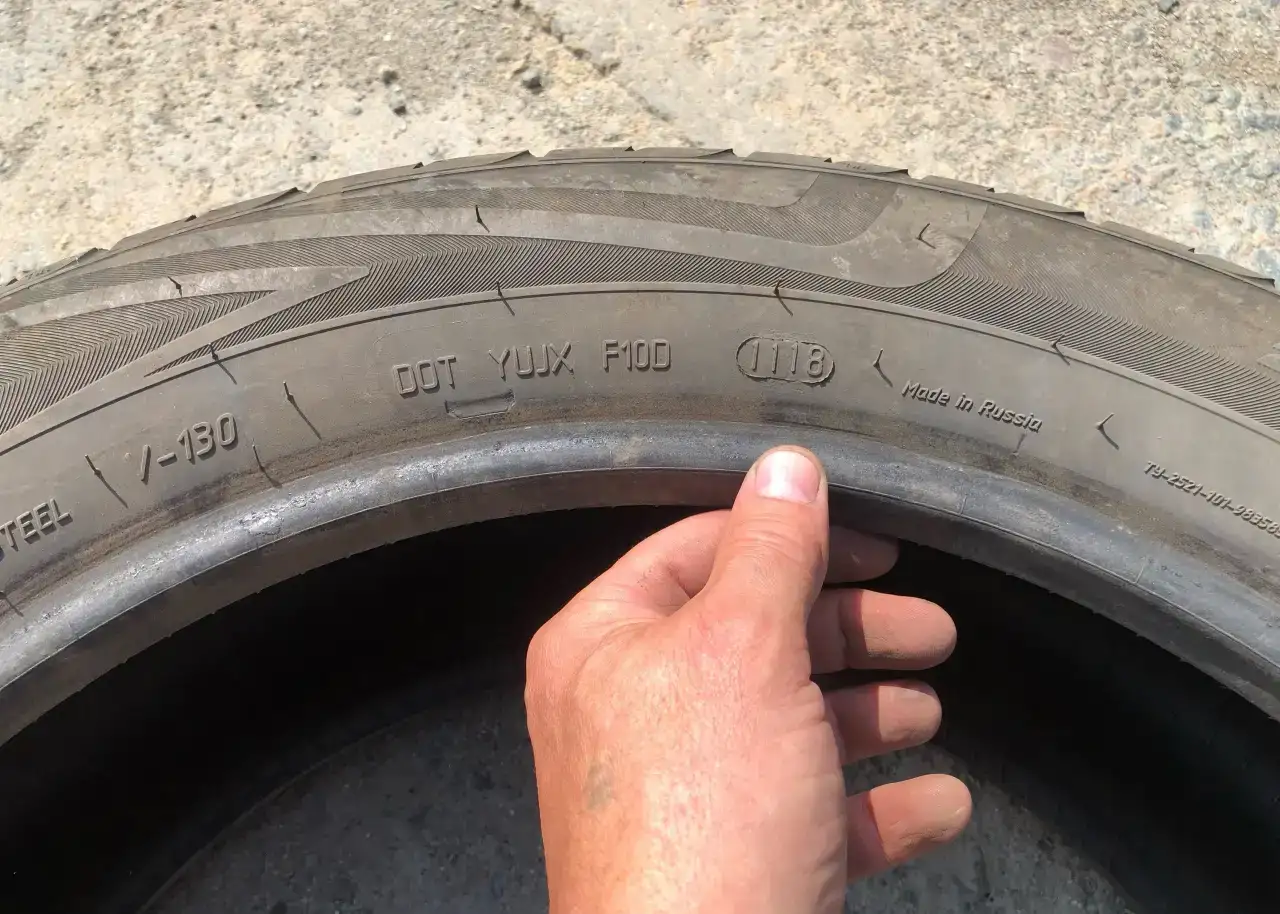 STEEL
V-130
DOT YUJX F10D
1118
Made in Russia